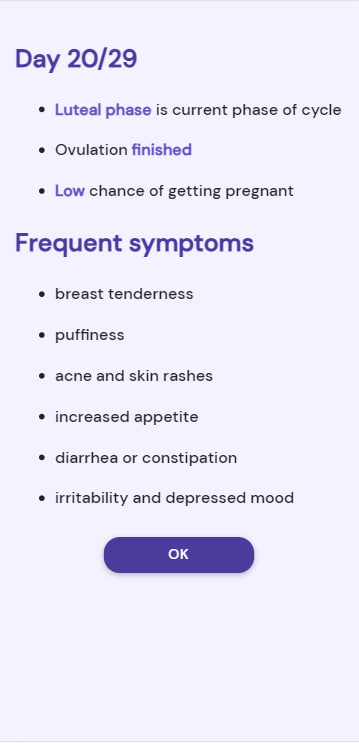 Day 20/29
Luteal phase is current phase of cycle
Ovulation finished
Low chance of getting pregnant
Frequent symptoms
breast tenderness
puffiness
acne and skin rashes
increased appetite
diarrhea or constipation
irritability and depressed mood
OK